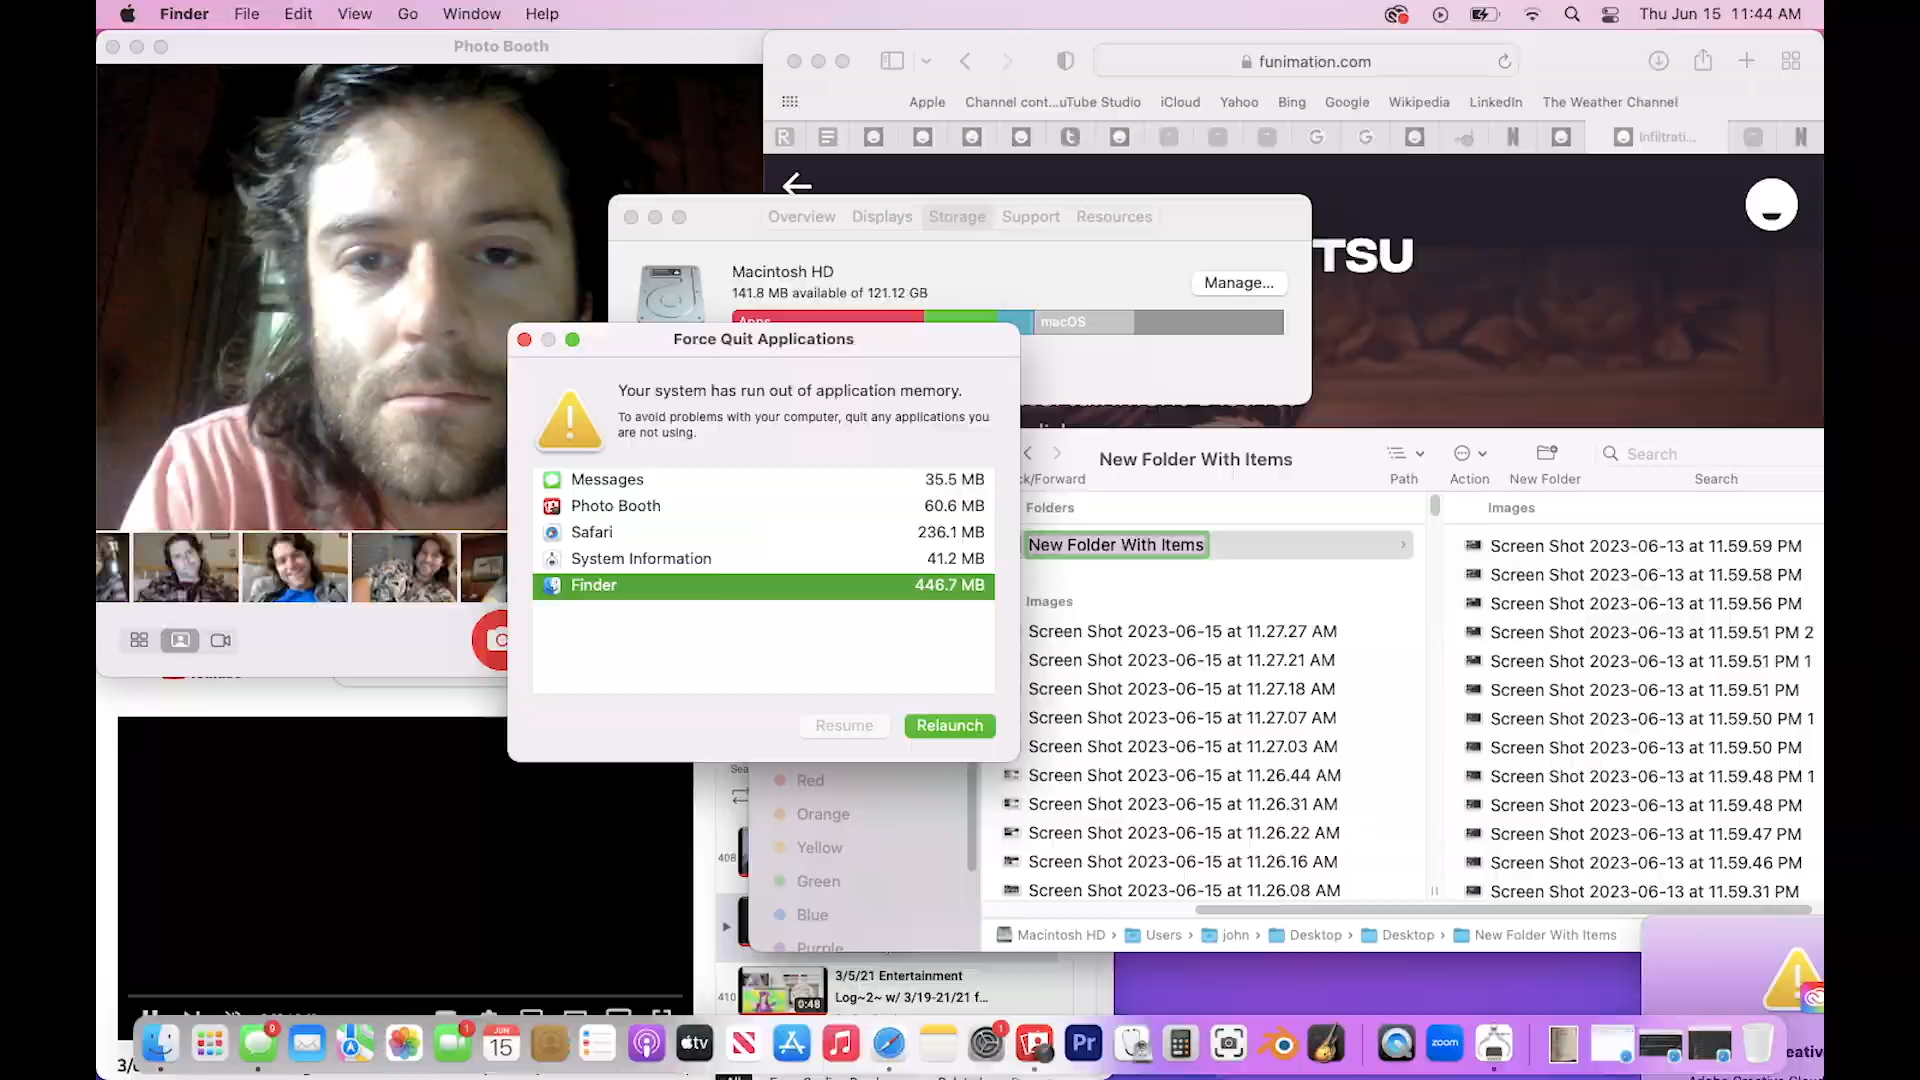 Finder File Edit View Go Window Help
Thu Jun 15 11:44 AM
Photo Booth
funimation.com
Apple Channel cont...uTube Studio iCloud Yahoo Bing Google Wikipedia LinkedIn The Weather Channel
Infiltrati...
TSU
Overview Displays Storage Support Resources
Macintosh HD
141.8 MB available of 121.12 GB
Manage...
Apps
macOS
Force Quit Applications
Your system has run out of application memory.
To avoid problems with your computer, quit any applications you
are not using.
Messages 35.5 MB
Photo Booth 60.6 MB
Safari 236.1 MB
System Information 41.2 MB
Finder 446.7 MB
Resume Relaunch
New Folder With Items
Search
ck/Forward Path Action New Folder Search
Folders
New Folder With Items
Images
Screen Shot 2023-06-15 at 11.27.27 AM
Screen Shot 2023-06-15 at 11.27.21 AM
Screen Shot 2023-06-15 at 11.27.18 AM
Screen Shot 2023-06-15 at 11.27.07 AM
Screen Shot 2023-06-15 at 11.27.03 AM
Screen Shot 2023-06-15 at 11.26.44 AM
Screen Shot 2023-06-15 at 11.26.31 AM
Screen Shot 2023-06-15 at 11.26.22 AM
Screen Shot 2023-06-15 at 11.26.16 AM
Screen Shot 2023-06-15 at 11.26.08 AM
Images
Screen Shot 2023-06-13 at 11.59.59 PM
Screen Shot 2023-06-13 at 11.59.58 PM
Screen Shot 2023-06-13 at 11.59.56 PM
Screen Shot 2023-06-13 at 11.59.51 PM 2
Screen Shot 2023-06-13 at 11.59.51 PM 1
Screen Shot 2023-06-13 at 11.59.51 PM
Screen Shot 2023-06-13 at 11.59.50 PM 1
Screen Shot 2023-06-13 at 11.59.50 PM
Screen Shot 2023-06-13 at 11.59.48 PM 1
Screen Shot 2023-06-13 at 11.59.48 PM
Screen Shot 2023-06-13 at 11.59.47 PM
Screen Shot 2023-06-13 at 11.59.46 PM
Screen Shot 2023-06-13 at 11.59.31 PM
Macintosh HD › Users › john › Desktop › Desktop › New Folder With Items
Sea
Red
Orange
Yellow
Green
Blue
Purple
408
410
0:48
3/5/21 Entertainment
Log~2~ w/ 3/19-21/21 f...
9
1
JUN
15
tv
1
Pr
zoom
3/
eativ